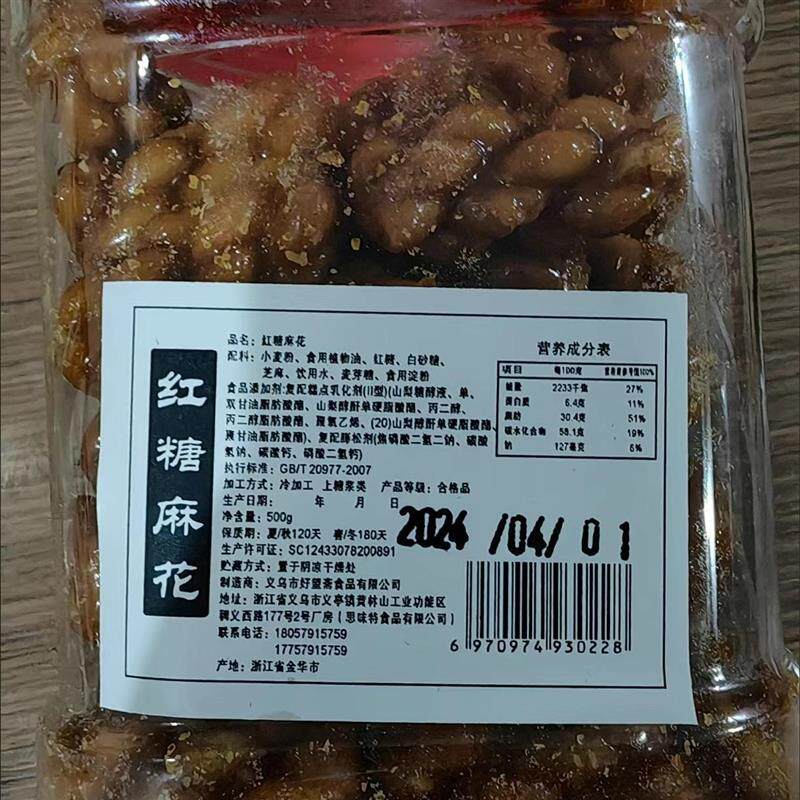 红糖麻花
品名：红糖麻花
配料：小麦粉、食用植物油、红糖、白砂糖、
芝麻、饮用水、麦芽糖、食用淀粉
食品添加剂:复配糕点乳化剂(II型)(山梨糖醇液、单、
双甘油脂肪酸酯、山梨醇酐单硬脂酸酯、丙二醇、
丙二醇脂肪酸酯、聚氧乙烯、(20)山梨醇酐单硬脂酸酯、
聚甘油脂肪酸酯)、复配膨松剂(焦磷酸二氢二钠、碳酸
氢钠、碳酸钙、磷酸二氢钙)
执行标准：GB/T 20977-2007
加工方式：冷加工 上糖浆类 产品等级：合格品
生产日期： 年 月 日
净含量：500g
保质期：夏/秋120天 春/冬180天
2024/04/01
生产许可证：SC12433078200891
贮藏方式：置于阴凉干燥处
制造商：义乌市好盟斋食品有限公司
地址：浙江省义乌市义亭镇黄林山工业功能区
稠义西路177号2号厂房（思味特食品有限公司）
联系电话：18057915759
17757915759
产地：浙江省金华市
营养成分表
项目 每100克 营养素参考值100%
能量 2233千焦 27%
蛋白质 6.4克 11%
脂肪 30.4克 51%
碳水化合物 58.1克 19%
钠 127毫克 6%
6 970974 930228